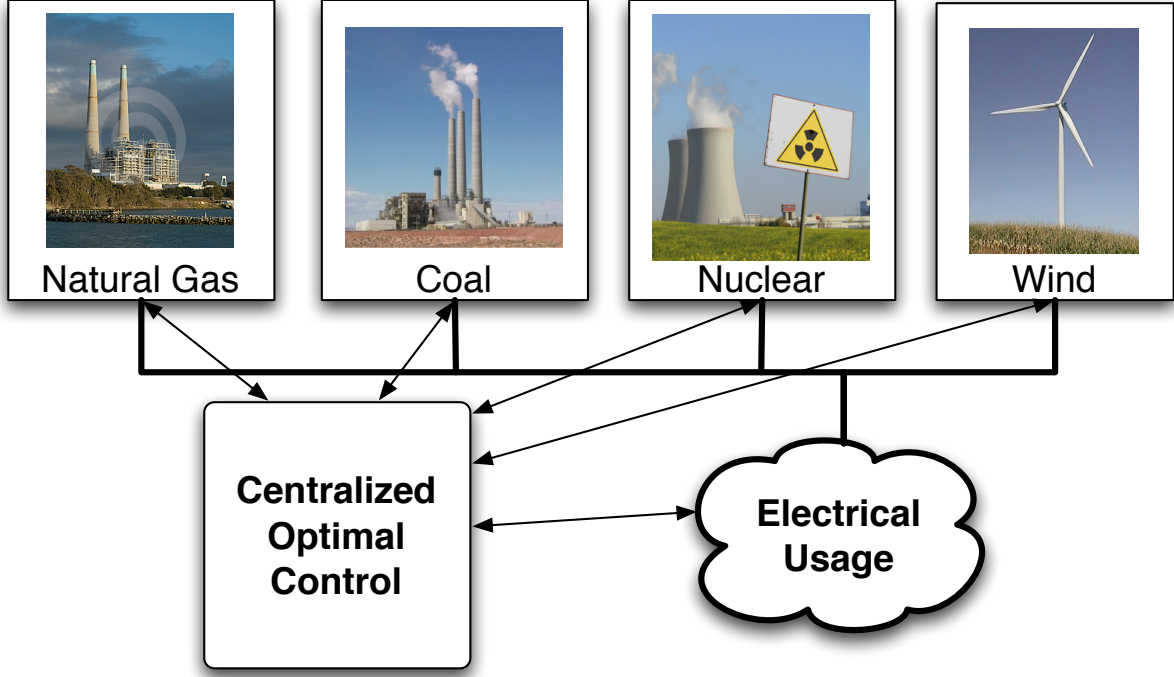 Natural Gas
Coal
Nuclear
Wind
Centralized
Optimal
Control
Electrical
Usage